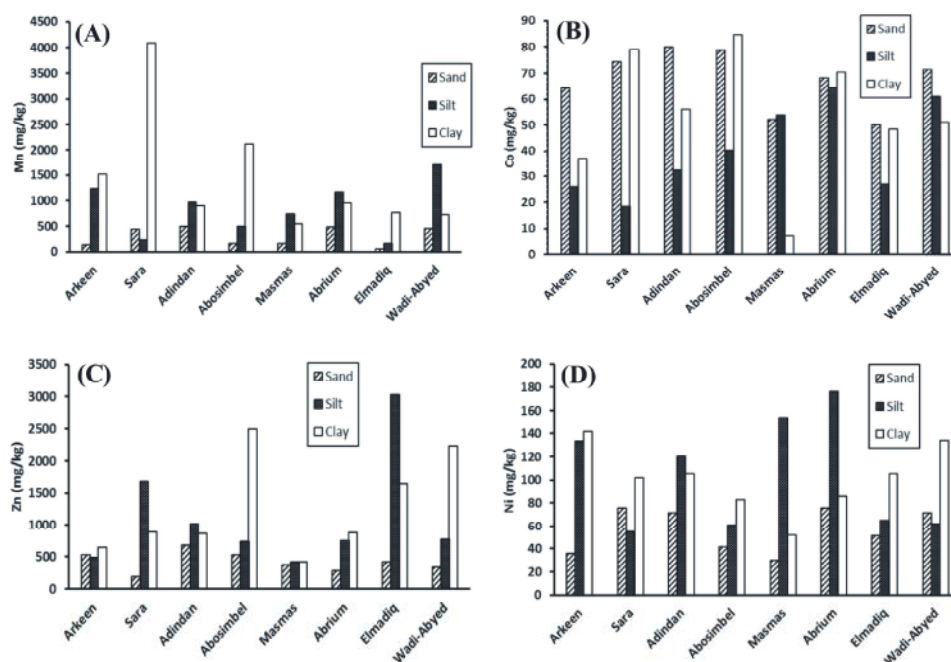 (A)
Mn (mg/kg)
4500
4000
3500
3000
2500
2000
1500
1000
500
0
Sand
Silt
Clay
Arkeen
Sara
Adindan
Abosimbel
Masmas
Abrium
Elmadiq
Wadi-Abyed
(B)
Co (mg/kg)
90
80
70
60
50
40
30
20
10
0
Sand
Silt
Clay
Arkeen
Sara
Adindan
Abosimbel
Masmas
Abrium
Elmadiq
Wadi-Abyed
(C)
Zn (mg/kg)
3500
3000
2500
2000
1500
1000
500
0
Sand
Silt
Clay
Arkeen
Sara
Adindan
Abosimbel
Masmas
Abrium
Elmadiq
Wadi-Abyed
(D)
Ni (mg/kg)
200
180
160
140
120
100
80
60
40
20
0
Sand
Silt
Clay
Arkeen
Sara
Adindan
Abosimbel
Masmas
Abrium
Elmadiq
Wadi-Abyed